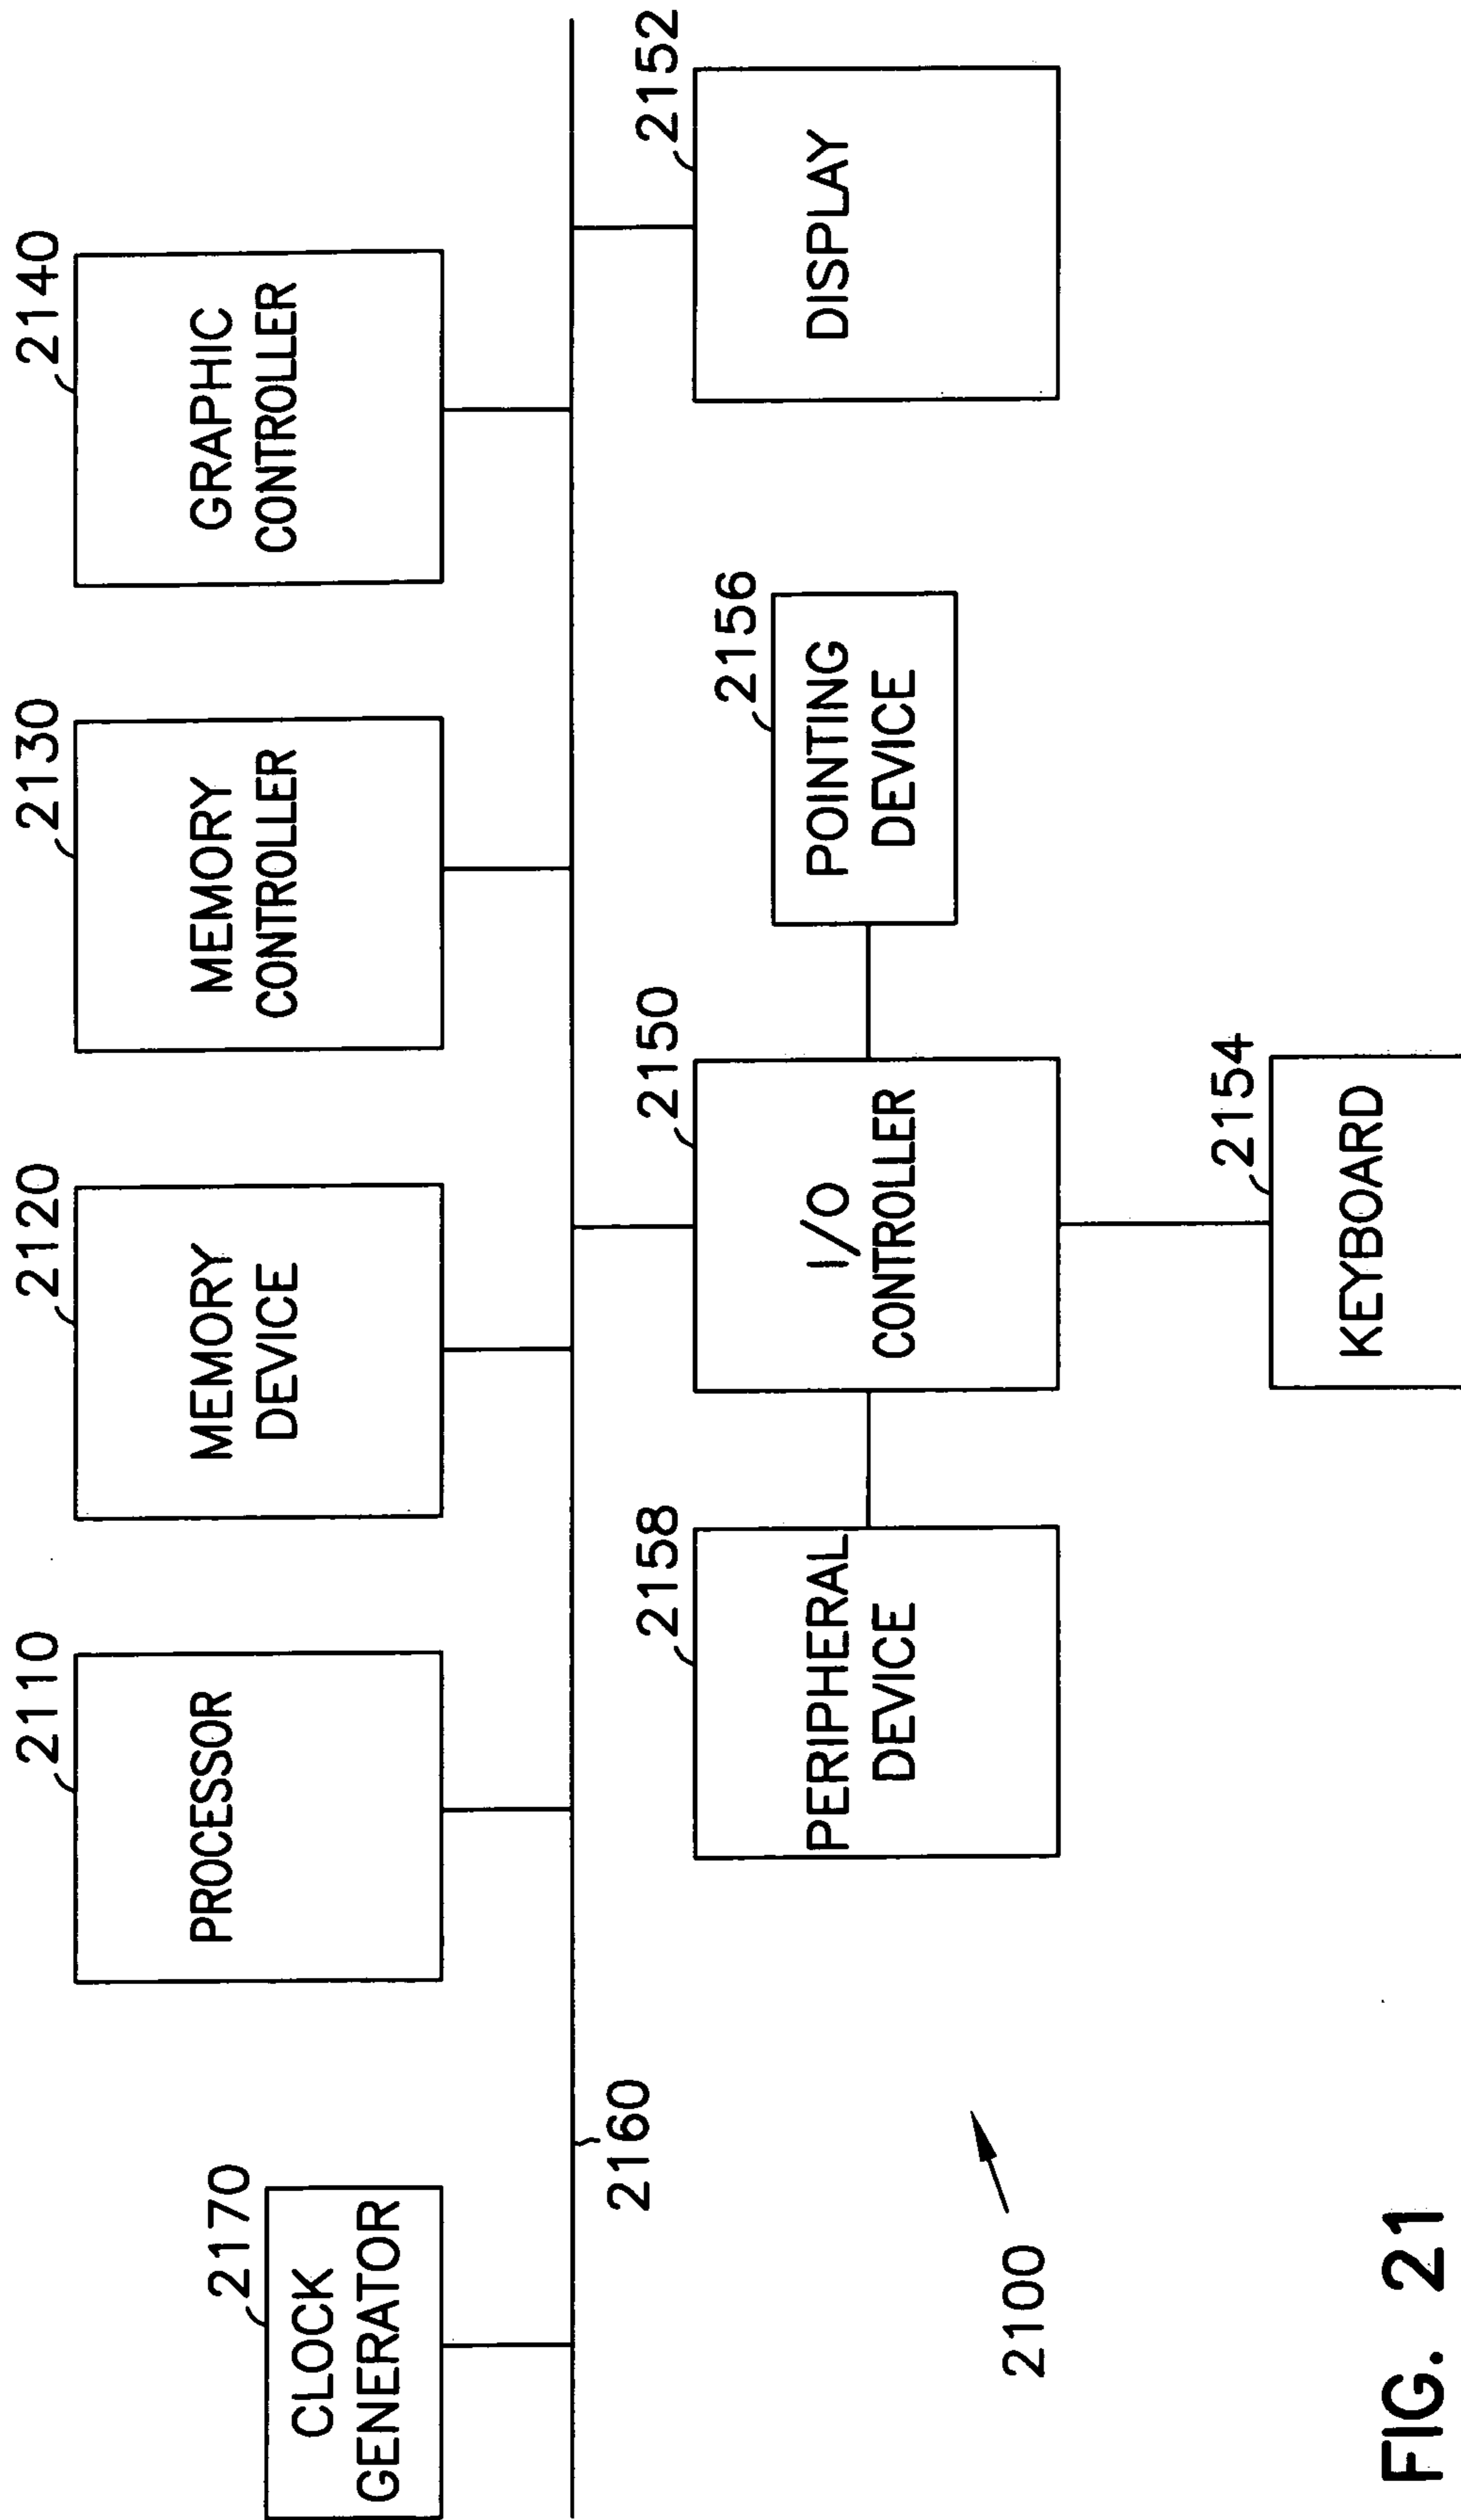 2110
PROCESSOR
2120
MEMORY
DEVICE
2130
MEMORY
CONTROLLER
2140
GRAPHIC
CONTROLLER
2170
CLOCK
GENERATOR
2160
2158
PERIPHERAL
DEVICE
2150
I/O
CONTROLLER
2156
POINTING
DEVICE
2152
DISPLAY
2100
2154
KEYBOARD
FIG. 21